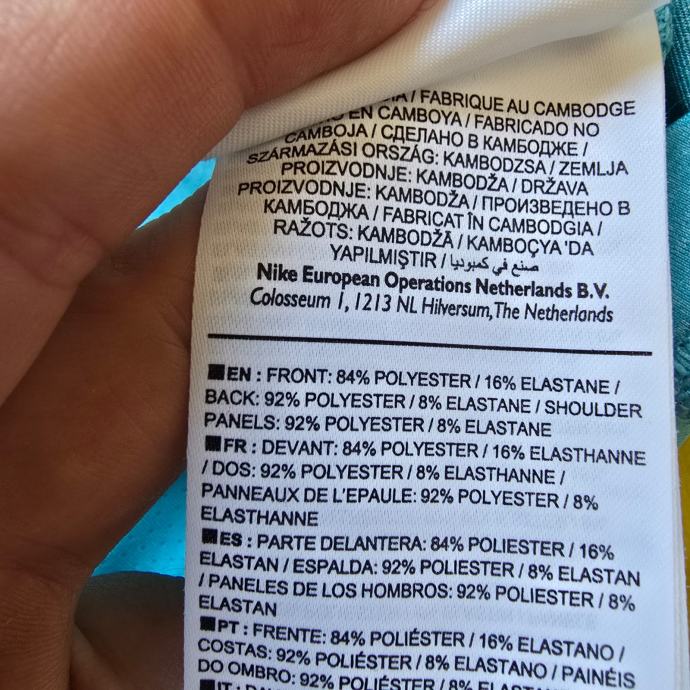 / FABRIQUE AU CAMBODGE
EN CAMBOYA / FABRICADO NO
CAMBOJA / СДЕЛАНО В КАМБОДЖЕ /
SZÁRMAZÁSI ORSZÁG: KAMBODZSA / ZEMLJA
PROIZVODNJE: KAMBODŽA / DRŽAVA
PROIZVODNJE: KAMBODŽA / ПРОИЗВЕДЕНО В
КАМБОДЖА / FABRICAT ÎN CAMBODGIA /
RAŽOTS: KAMBODŽĀ / KAMBOÇYA 'DA
YAPILMIŞTIR / صنع في كمبوديا
Nike European Operations Netherlands B.V.
Colosseum 1, 1213 NL Hilversum, The Netherlands
EN : FRONT: 84% POLYESTER / 16% ELASTANE /
BACK: 92% POLYESTER / 8% ELASTANE / SHOULDER
PANELS: 92% POLYESTER / 8% ELASTANE
FR : DEVANT: 84% POLYESTER / 16% ELASTHANNE
/ DOS: 92% POLYESTER / 8% ELASTHANNE /
PANNEAUX DE L'EPAULE: 92% POLYESTER / 8%
ELASTHANNE
ES : PARTE DELANTERA: 84% POLIESTER / 16%
ELASTAN / ESPALDA: 92% POLIESTER / 8% ELASTAN
/ PANELES DE LOS HOMBROS: 92% POLIESTER / 8%
ELASTAN
PT : FRENTE: 84% POLIÉSTER / 16% ELASTANO /
COSTAS: 92% POLIÉSTER / 8% ELASTANO / PAINÉIS
DO OMBRO: 92% POLIÉSTER / 8%